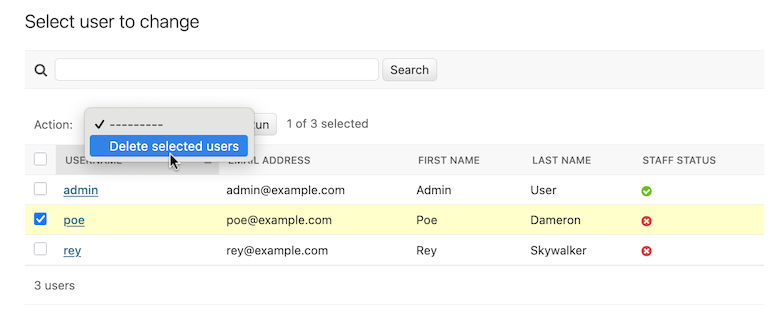 Select user to change
Search
---------
Action: un 1 of 3 selected
Delete selected users
USERNAME EMAIL ADDRESS FIRST NAME LAST NAME STAFF STATUS
admin admin@example.com Admin User
poe poe@example.com Poe Dameron
rey rey@example.com Rey Skywalker
3 users